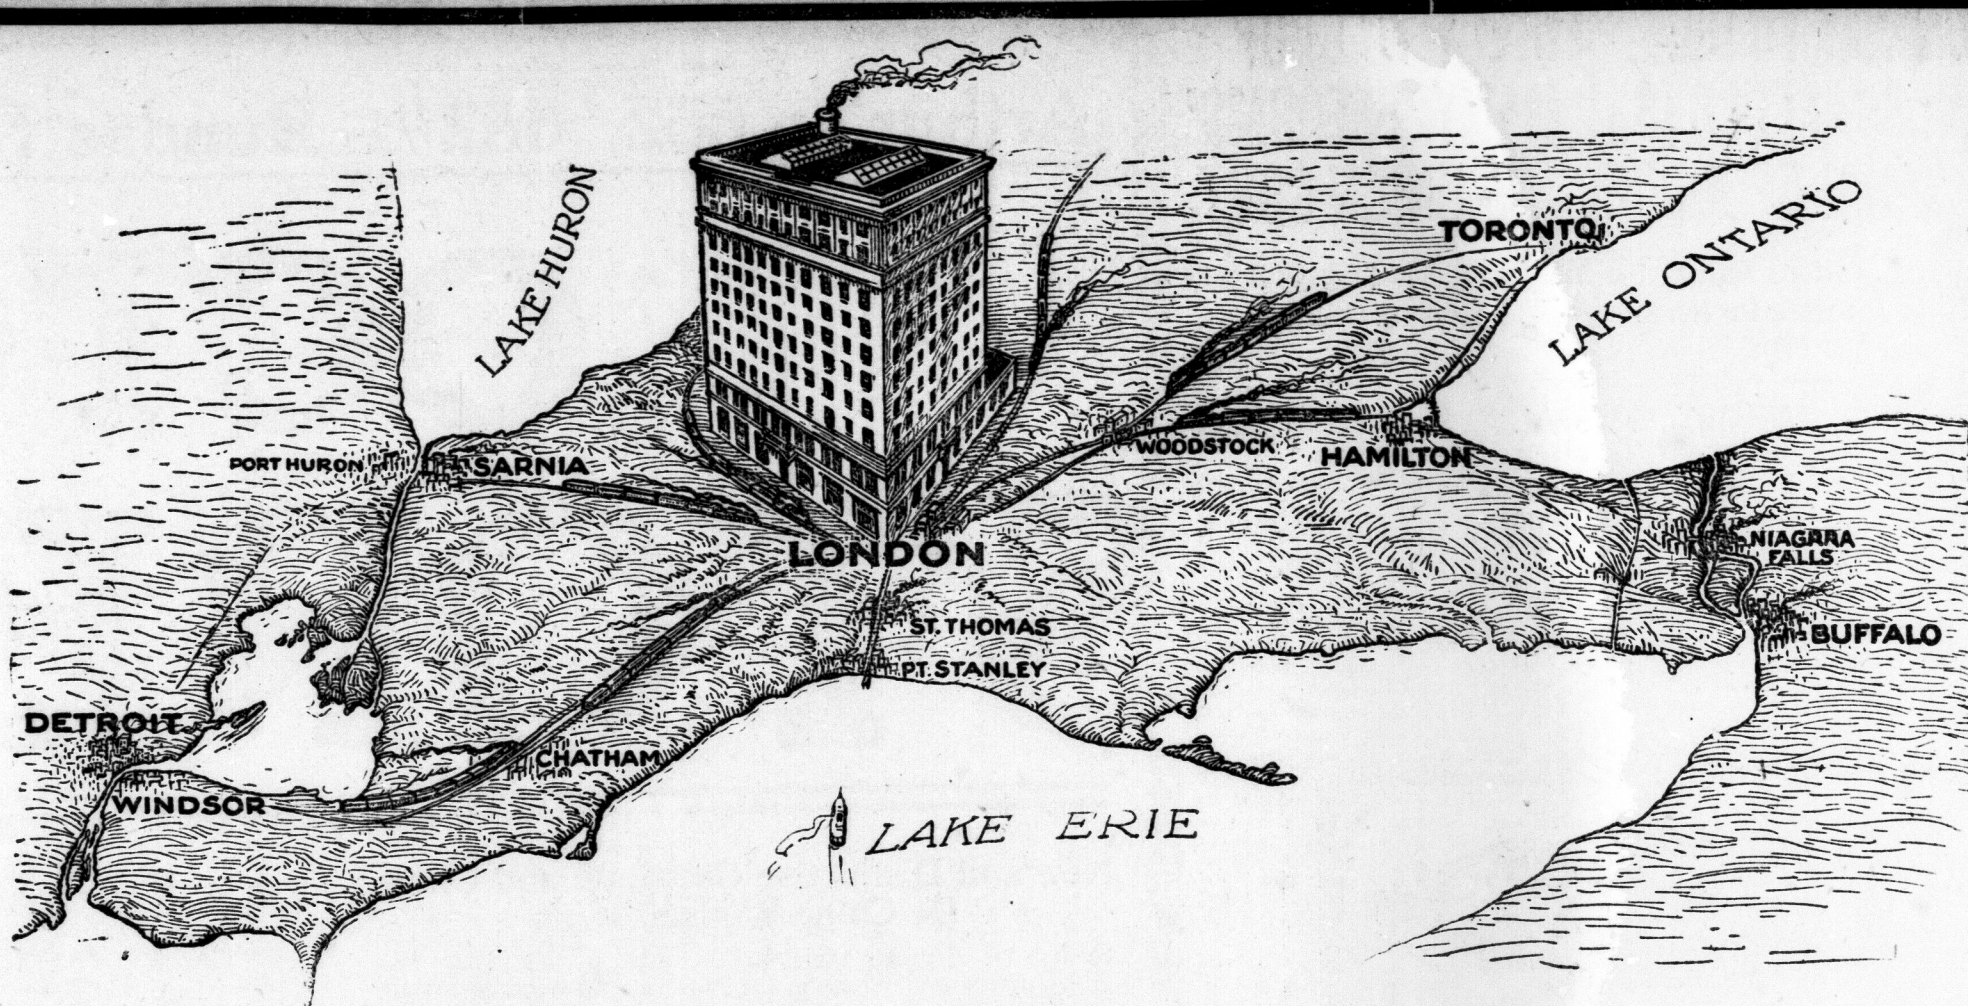 LAKE HURON
TORONTO
LAKE ONTARIO
PORT HURON
SARNIA
WOODSTOCK
HAMILTON
LONDON
NIAGARA
FALLS
ST. THOMAS
BUFFALO
PT. STANLEY
DETROIT
CHATHAM
WINDSOR
LAKE ERIE